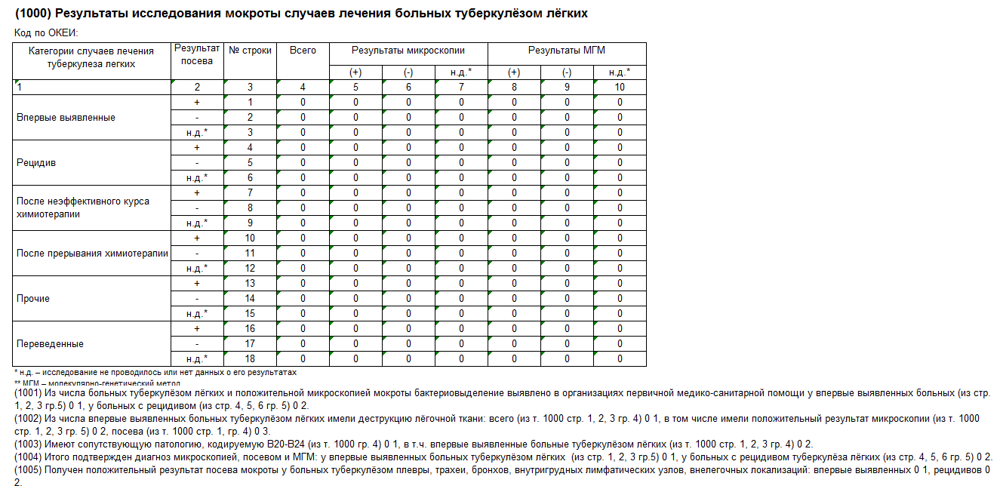 (1000) Результаты исследования мокроты случаев лечения больных туберкулёзом лёгких
Код по ОКЕИ:
Категории случаев лечения туберкулеза легких Результат посева № строки Всего Результаты микроскопии Результаты МГМ
(+) (-) н.д.* (+) (-) н.д.*
1 2 3 4 5 6 7 8 9 10
Впервые выявленные
+ 1 0 0 0 0 0 0 0
- 2 0 0 0 0 0 0 0
н.д.* 3 0 0 0 0 0 0 0
Рецидив
+ 4 0 0 0 0 0 0 0
- 5 0 0 0 0 0 0 0
н.д.* 6 0 0 0 0 0 0 0
После неэффективного курса
химиотерапии
+ 7 0 0 0 0 0 0 0
- 8 0 0 0 0 0 0 0
н.д.* 9 0 0 0 0 0 0 0
После прерывания химиотерапии
+ 10 0 0 0 0 0 0 0
- 11 0 0 0 0 0 0 0
н.д.* 12 0 0 0 0 0 0 0
Прочие
+ 13 0 0 0 0 0 0 0
- 14 0 0 0 0 0 0 0
н.д.* 15 0 0 0 0 0 0 0
Переведенные
+ 16 0 0 0 0 0 0 0
- 17 0 0 0 0 0 0 0
н.д.* 18 0 0 0 0 0 0 0
* н.д. – исследование не проводилось или нет данных о его результатах
** МГМ – молекулярно-генетический метод
(1001) Из числа больных туберкулёзом лёгких и положительной микроскопией мокроты бактериовыделение выявлено в организациях первичной медико-санитарной помощи у впервые выявленных больных (из стр.
1, 2, 3 гр.5) 0 1, у больных с рецидивом (из стр. 4, 5, 6 гр. 5) 0 2.
(1002) Из числа впервые выявленных больных туберкулёзом лёгких имели деструкцию лёгочной ткани: всего (из т. 1000 стр. 1, 2, 3 гр. 4) 0 1, в том числе имели положительный результат микроскопии (из т. 1000
стр. 1, 2, 3 гр. 5) 0 2, посева (из т. 1000 стр. 1, гр. 4) 0 3.
(1003) Имеют сопутствующую патологию, кодируемую B20-B24 (из т. 1000 гр. 4) 0 1, в т.ч. впервые выявленные больные туберкулёзом лёгких (из т. 1000 стр. 1, 2, 3 гр. 4) 0 2.
(1004) Итого подтвержден диагноз микроскопией, посевом и МГМ: у впервые выявленных больных туберкулёзом лёгких (из стр. 1, 2, 3 гр.5) 0 1, у больных с рецидивом туберкулёза лёгких (из стр. 4, 5, 6 гр. 5) 0 2.
(1005) Получен положительный результат посева мокроты у больных туберкулёзом плевры, трахеи, бронхов, внутригрудных лимфатических узлов, внелегочных локализаций: впервые выявленных 0 1, рецидивов 0
2.